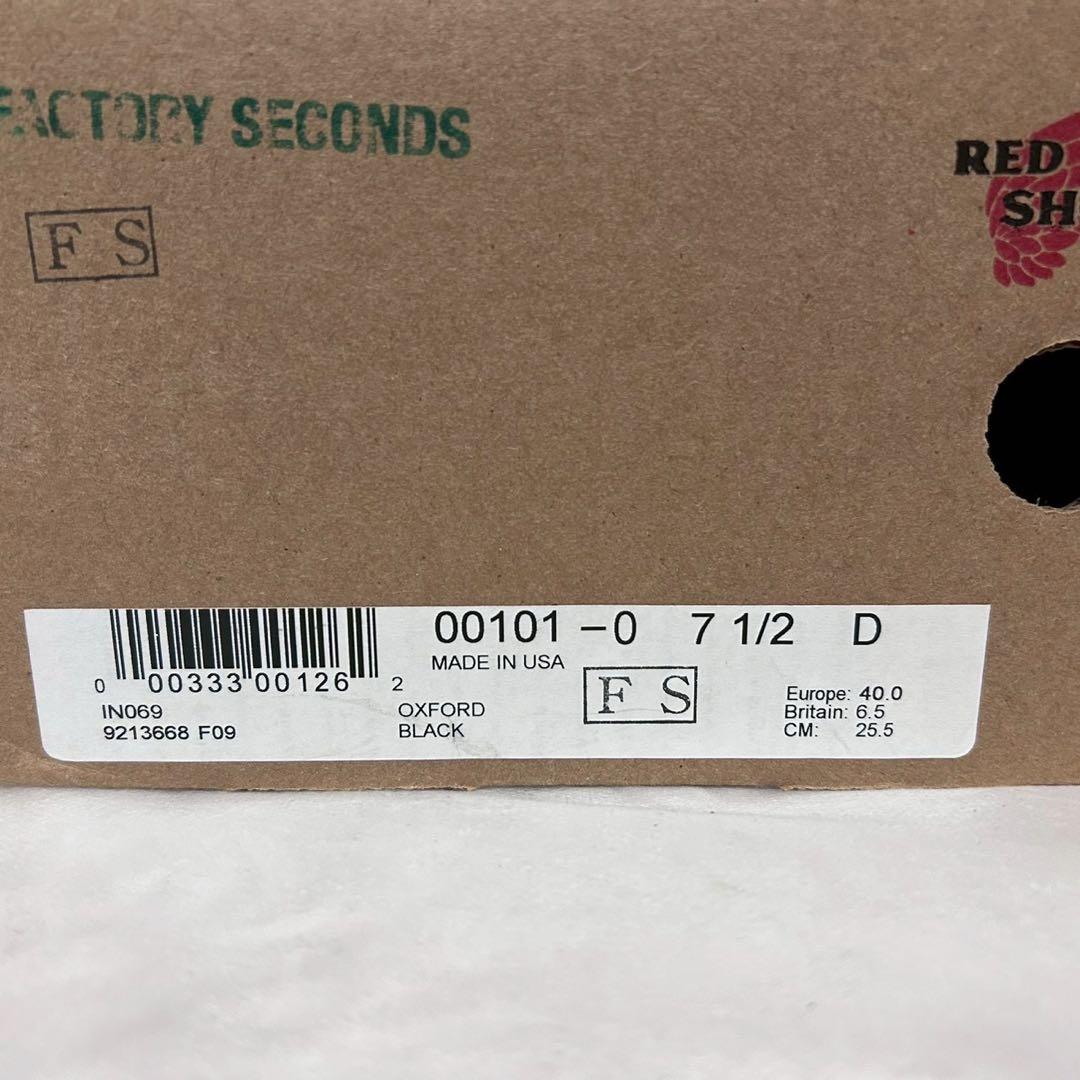 FACTORY SECONDS
RED
SH
F S
00101 -0 7 1/2 D
MADE IN USA
0 00333 00126 2
F S
IN069
9213668 F09
OXFORD
BLACK
Europe: 40.0
Britain: 6.5
CM: 25.5